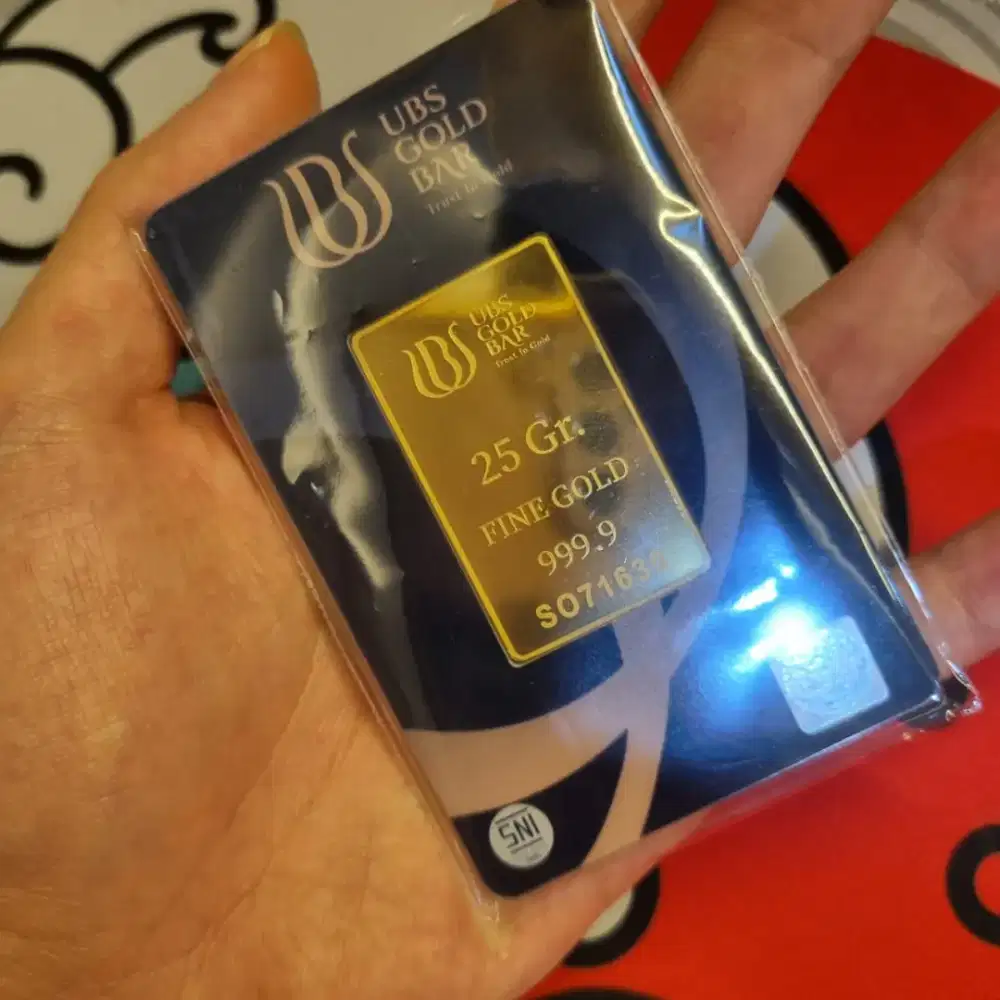 UBS
GOLD
BAR
Trust In Gold
UBS
GOLD
BAR
Trust In Gold
25 Gr.
FINE GOLD
999.9
SNI